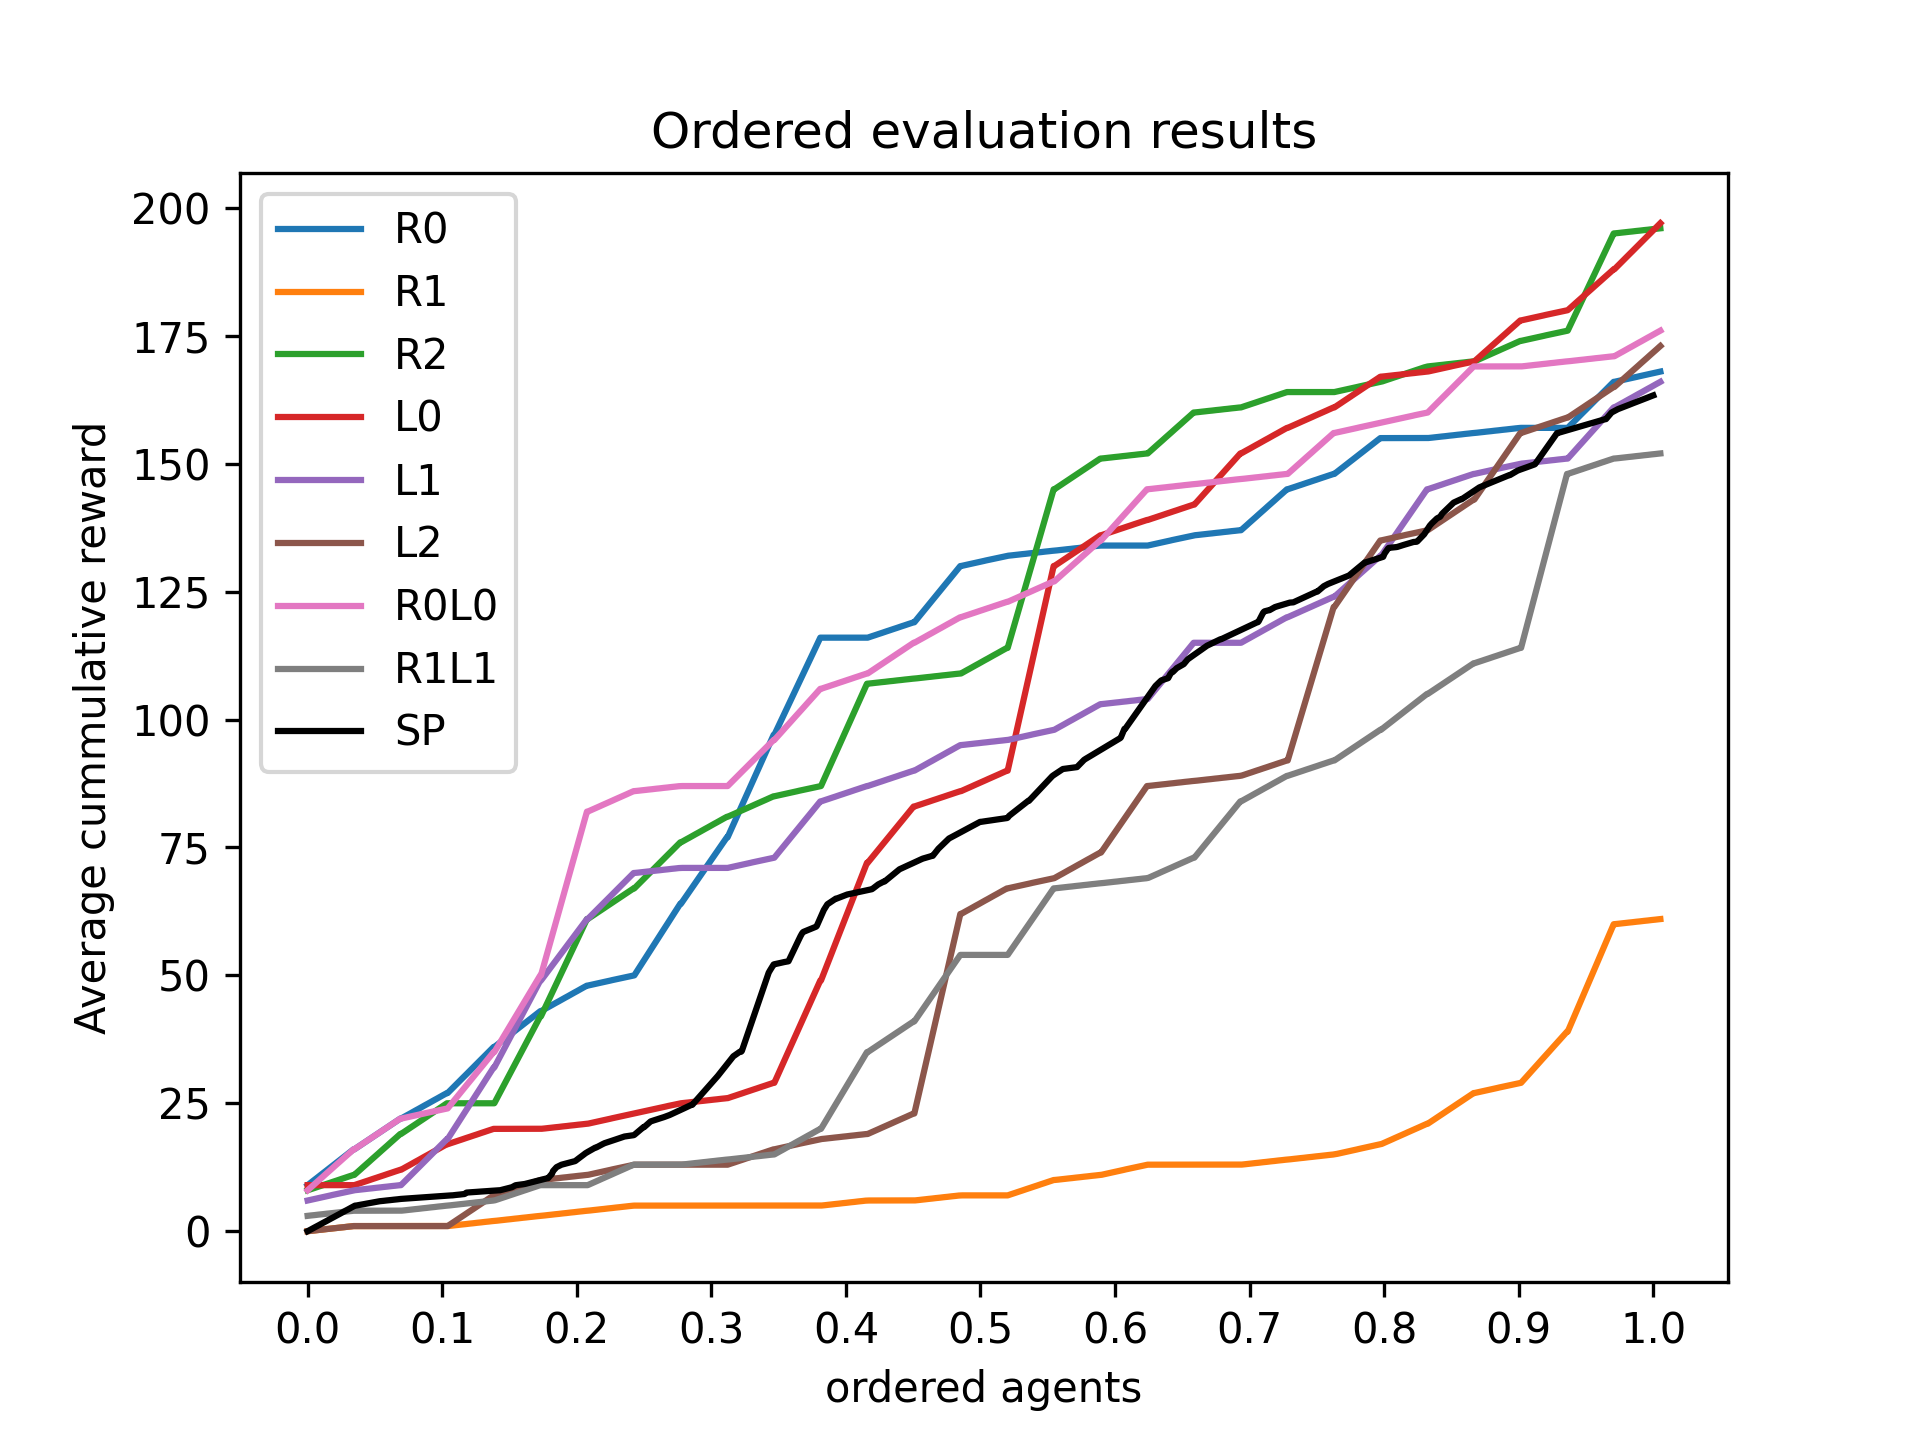 Ordered evaluation results
Average cummulative reward
200
175
150
125
100
75
50
25
0
R0
R1
R2
L0
L1
L2
R0L0
R1L1
SP
0.0 0.1 0.2 0.3 0.4 0.5 0.6 0.7 0.8 0.9 1.0
ordered agents